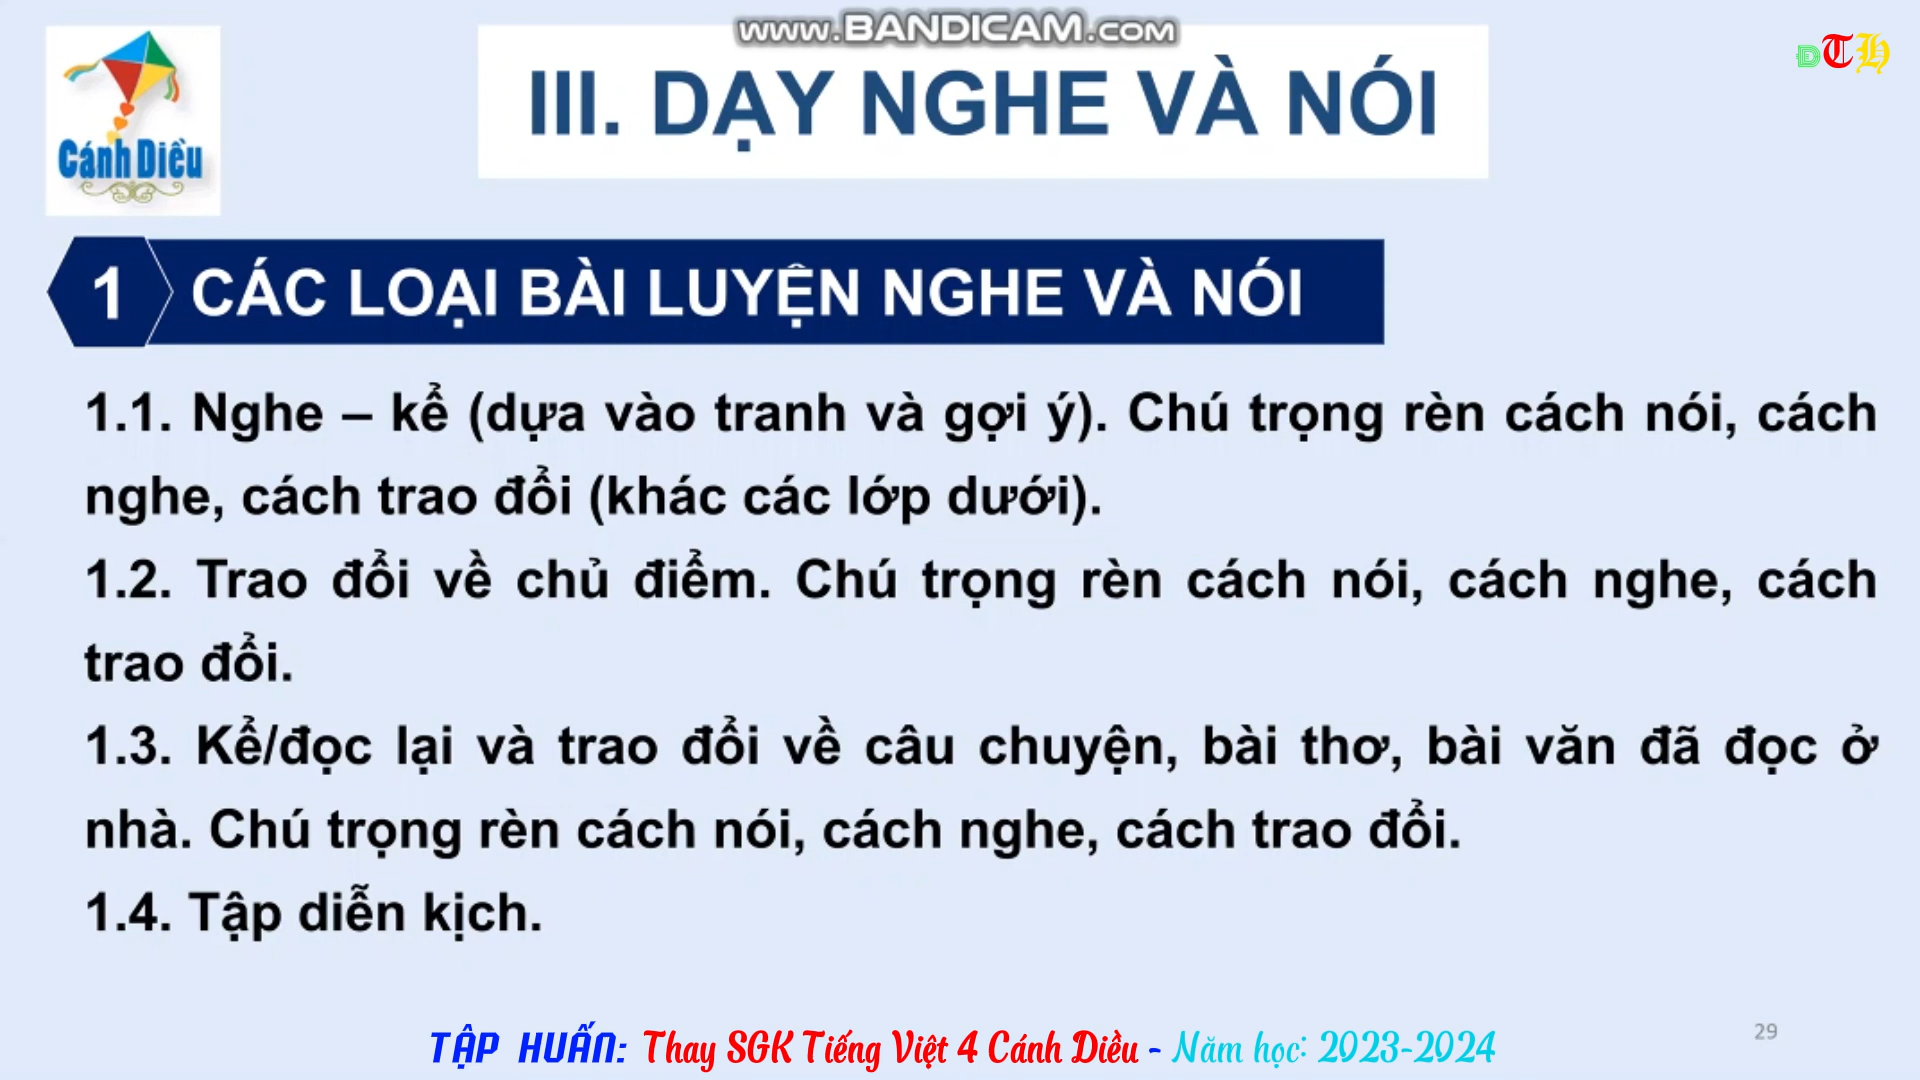 www.BANDICAM.com
ĐTH
Cánh Diều
III. DẠY NGHE VÀ NÓI
1 CÁC LOẠI BÀI LUYỆN NGHE VÀ NÓI
1.1. Nghe – kể (dựa vào tranh và gợi ý). Chú trọng rèn cách nói, cách
nghe, cách trao đổi (khác các lớp dưới).
1.2. Trao đổi về chủ điểm. Chú trọng rèn cách nói, cách nghe, cách
trao đổi.
1.3. Kể/đọc lại và trao đổi về câu chuyện, bài thơ, bài văn đã đọc ở
nhà. Chú trọng rèn cách nói, cách nghe, cách trao đổi.
1.4. Tập diễn kịch.
TẬP HUẤN: Thay SGK Tiếng Việt 4 Cánh Diều - Năm học: 2023-2024
29